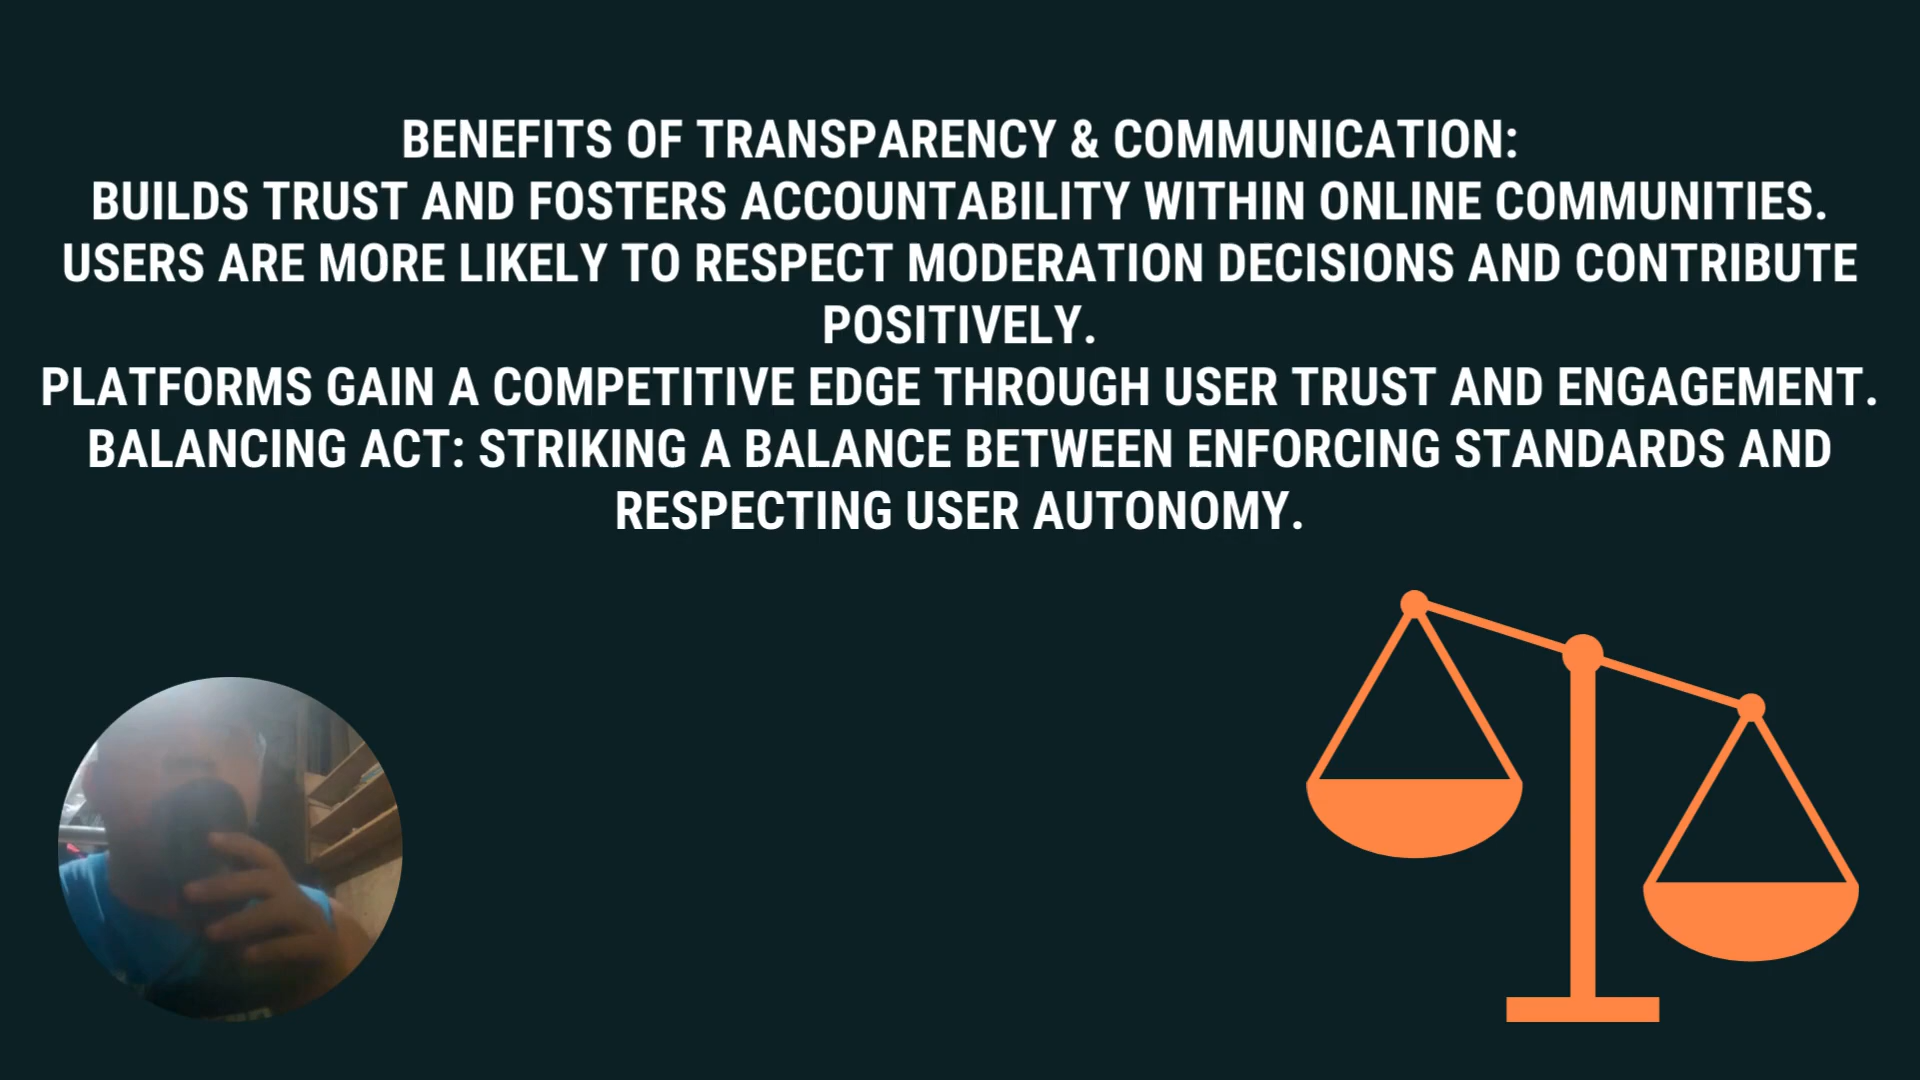 BENEFITS OF TRANSPARENCY & COMMUNICATION:
BUILDS TRUST AND FOSTERS ACCOUNTABILITY WITHIN ONLINE COMMUNITIES.
USERS ARE MORE LIKELY TO RESPECT MODERATION DECISIONS AND CONTRIBUTE
POSITIVELY.
PLATFORMS GAIN A COMPETITIVE EDGE THROUGH USER TRUST AND ENGAGEMENT.
BALANCING ACT: STRIKING A BALANCE BETWEEN ENFORCING STANDARDS AND
RESPECTING USER AUTONOMY.